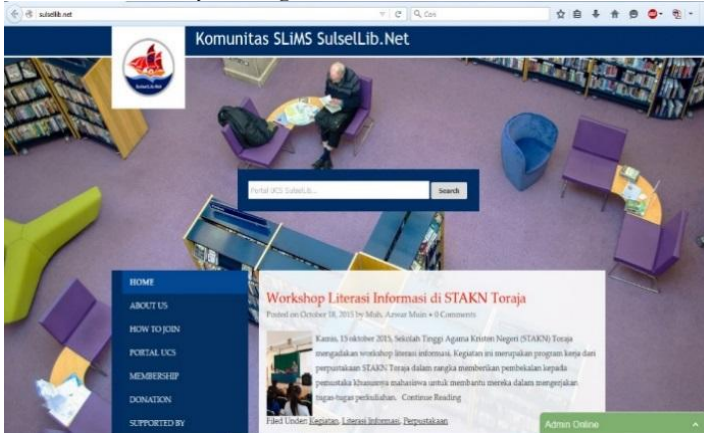 sulsellib.net
Komunitas SLiMS SulselLib.Net
SulselLib.Net
Portal UCS SulselLib...
Search
HOME
ABOUT US
HOW TO JOIN
PORTAL UCS
MEMBERSHIP
DONATION
SUPPORTED BY
Workshop Literasi Informasi di STAKN Toraja
Posted on October 18, 2015 by Muh. Azwar Muin • 0 Comments
Kamis, 15 oktober 2015, Sekolah Tinggi Agama Kristen Negeri (STAKN) Toraja
mengadakan workshop literasi informasi. Kegiatan ini merupakan program kerja dari
perpustakaan STAKN Toraja dalam rangka memberikan pembekalan kepada
pemustaka khususnya mahasiswa untuk membantu mereka dalam mengerjakan
tugas-tugas perkuliahan. Continue Reading
Filed Under: Kegiatan, Literasi Informasi, Perpustakaan
Admin Online